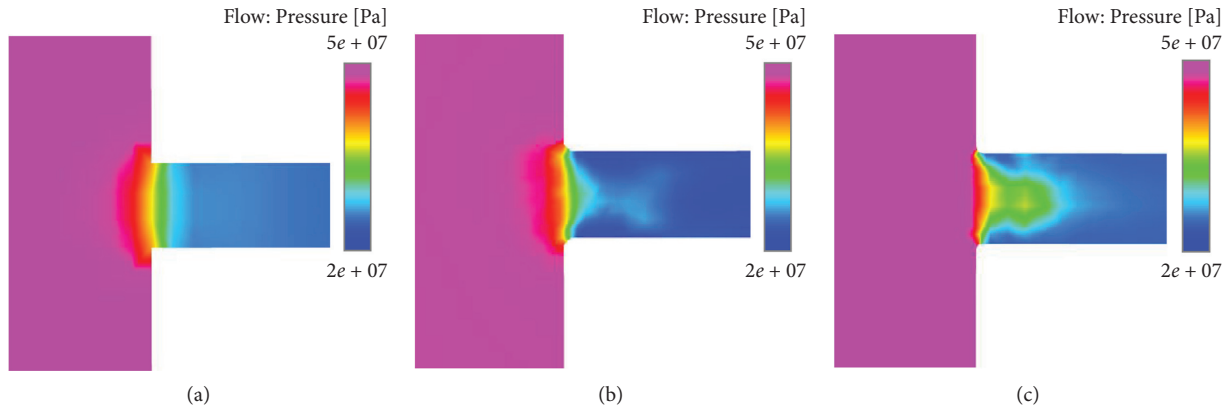 Flow: Pressure [Pa]
5e + 07
2e + 07
(a)
Flow: Pressure [Pa]
5e + 07
2e + 07
(b)
Flow: Pressure [Pa]
5e + 07
2e + 07
(c)